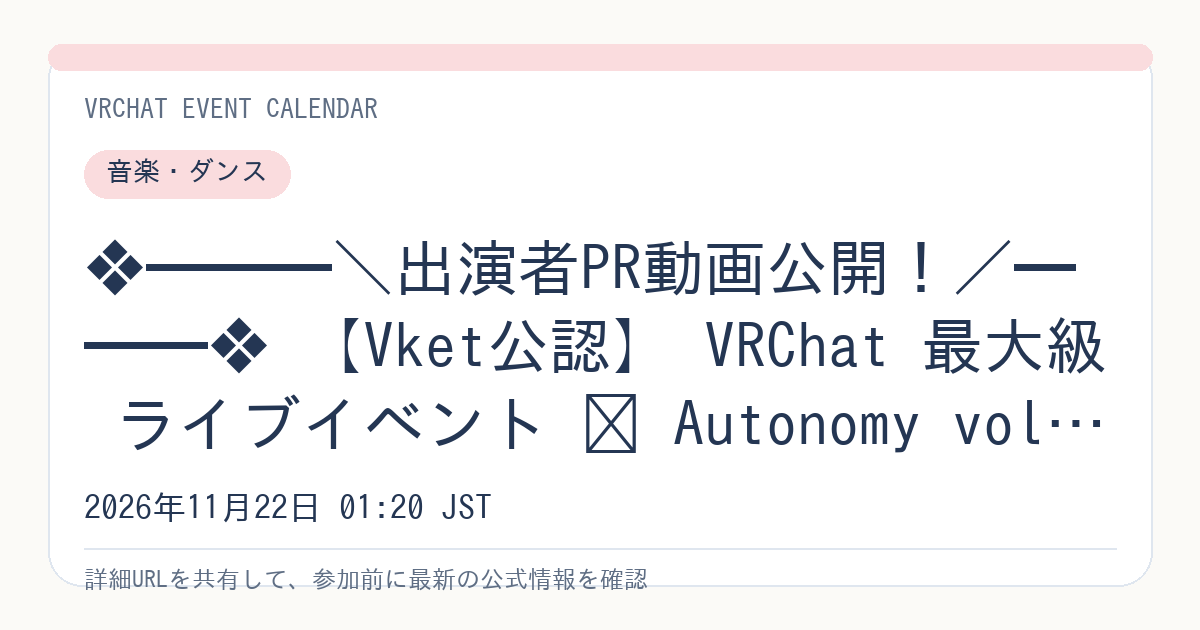 VRCHAT EVENT CALENDAR
音楽・ダンス
❖━━━＼出演者PR動画公開！／━
━━❖ 【Vket公認】 VRChat 最大級
ライブイベント Autonomy vol…
2026年11月22日 01:20 JST
詳細URLを共有して、参加前に最新の公式情報を確認